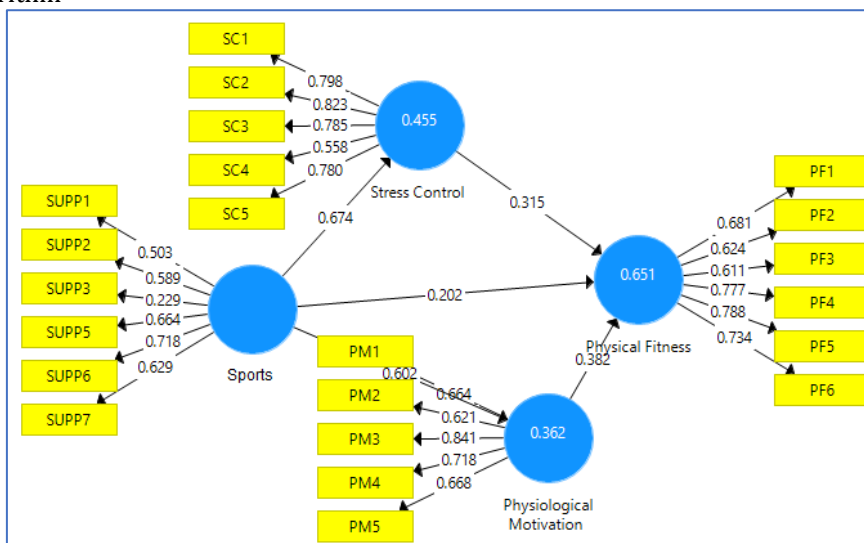 SC1
SC2
SC3
SC4
SC5
0.798
0.823
0.785
0.558
0.780
0.455
Stress Control
SUPP1
SUPP2
SUPP3
SUPP5
SUPP6
SUPP7
0.503
0.589
0.229
0.664
0.718
0.629
Sports
0.674
0.315
0.202
0.602
0.382
PM1
PM2
PM3
PM4
PM5
0.664
0.621
0.841
0.718
0.668
0.362
Physiological
Motivation
0.651
Physical Fitness
0.681
0.624
0.611
0.777
0.788
0.734
PF1
PF2
PF3
PF4
PF5
PF6